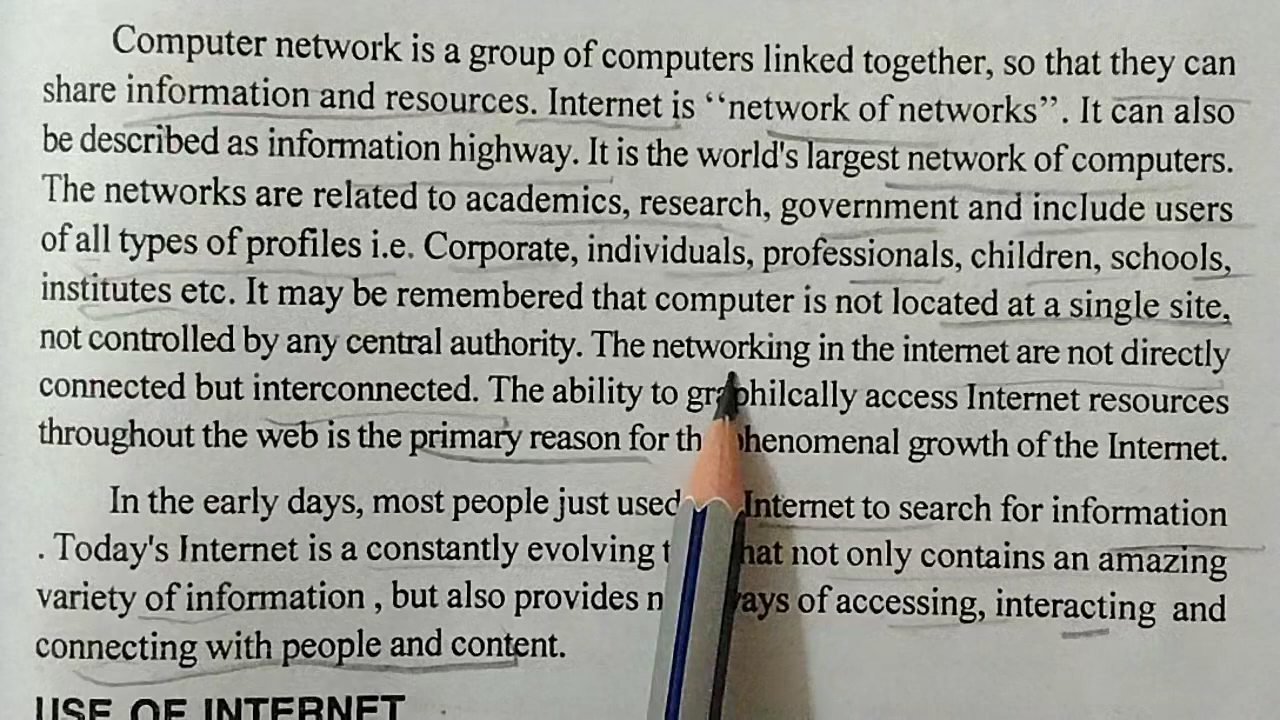 Computer network is a group of computers linked together, so that they can
share information and resources. Internet is ‘‘network of networks’’. It can also
be described as information highway. It is the world's largest network of computers.
The networks are related to academics, research, government and include users
of all types of profiles i.e. Corporate, individuals, professionals, children, schools,
institutes etc. It may be remembered that computer is not located at a single site,
not controlled by any central authority. The networking in the internet are not directly
connected but interconnected. The ability to graphilcally access Internet resources
throughout the web is the primary reason for phenomenal growth of the Internet.
In the early days, most people just used Internet to search for information
. Today's Internet is a constantly evolving that not only contains an amazing
variety of information , but also provides ways of accessing, interacting and
connecting with people and content.
USE OF INTERNET